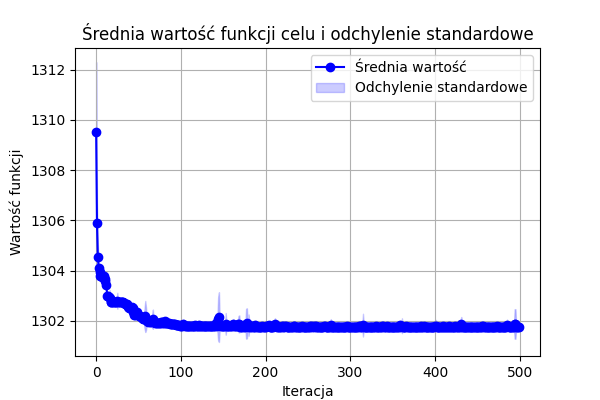 Średnia wartość funkcji celu i odchylenie standardowe
Średnia wartość
Odchylenie standardowe
Wartość funkcji
1312
1310
1308
1306
1304
1302
0 100 200 300 400 500
Iteracja